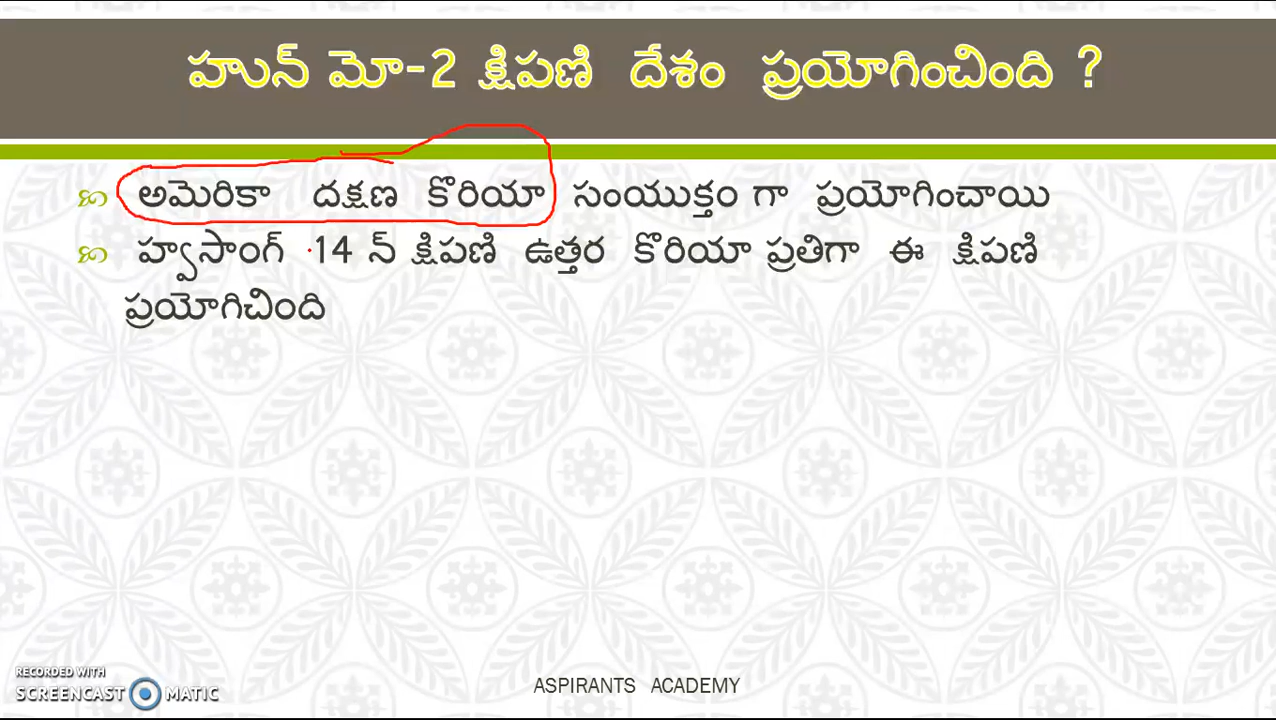 హున్ మో-2 క్షిపణి దేశం ప్రయోగించింది ?
అమెరికా దక్షణ కొరియా సంయుక్తం గా ప్రయోగించాయి
హ్వసాంగ్ 14 న్ క్షిపణి ఉత్తర కొరియా ప్రతిగా ఈ క్షిపణి
ప్రయోగిచింది
RECORDED WITH
SCREENCAST MATIC
ASPIRANTS ACADEMY